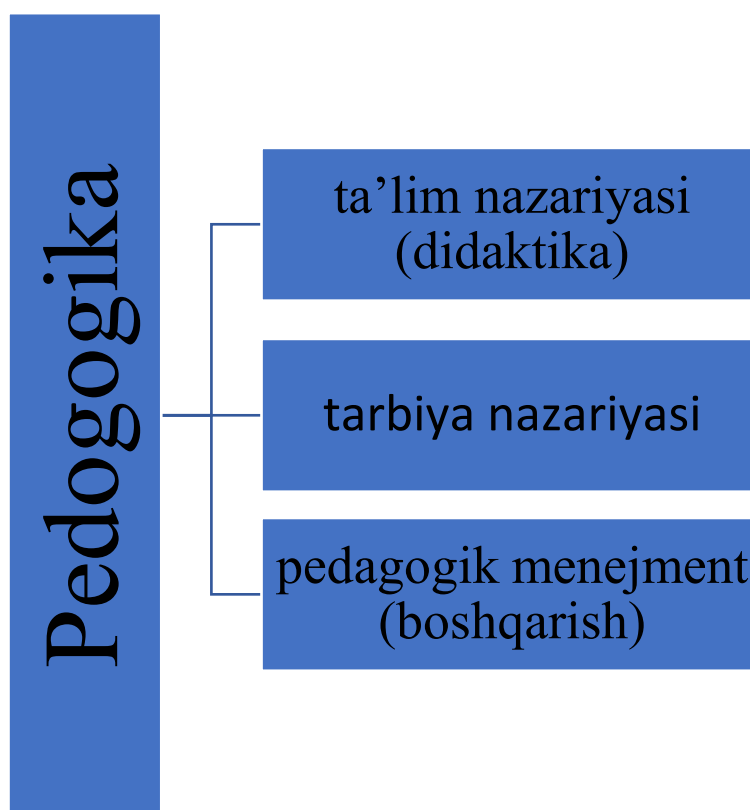 Pedogogika
ta’lim nazariyasi
(didaktika)
tarbiya nazariyasi
pedagogik menejment
(boshqarish)